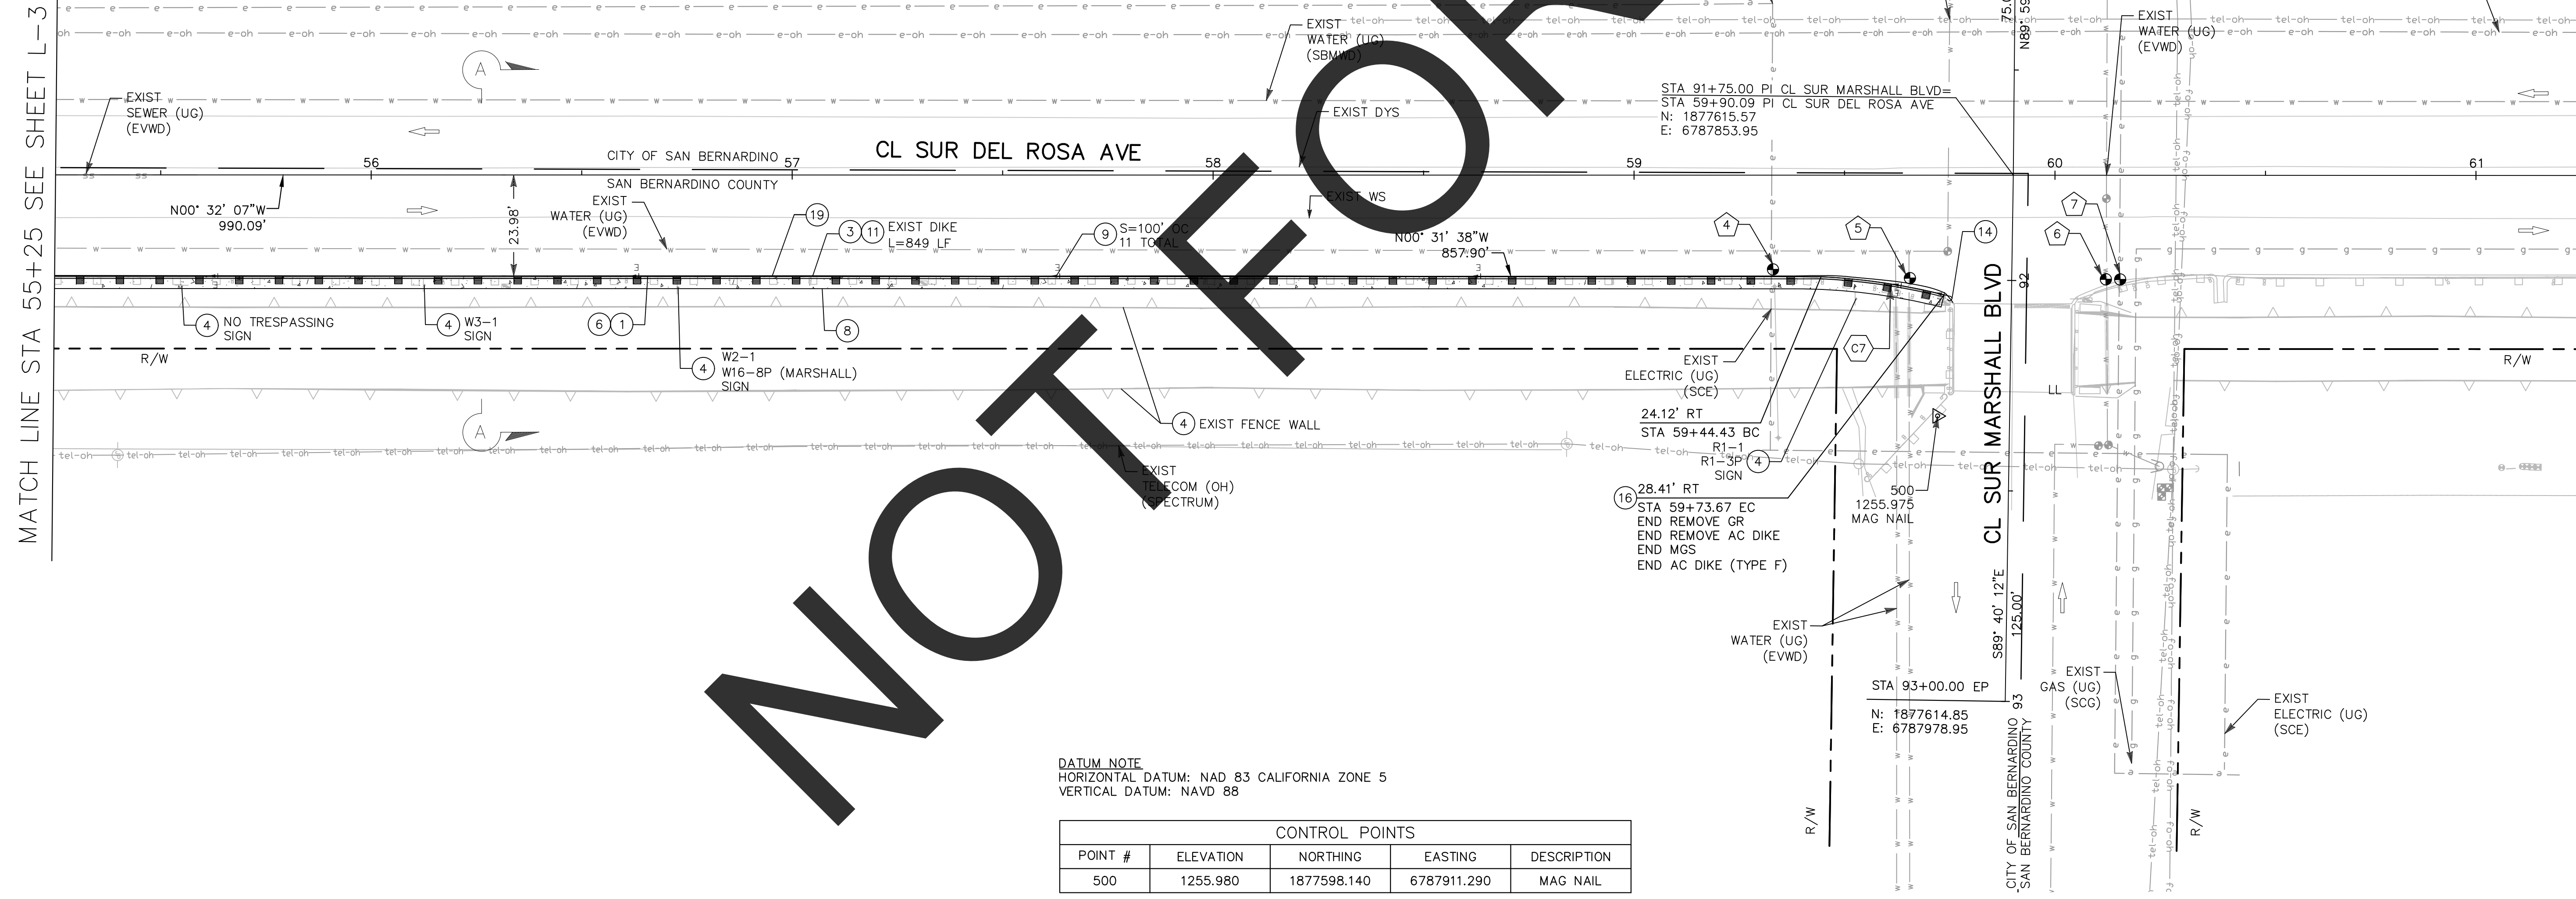 MATCH LINE STA 55+25 SEE SHEET L-3
A
EXIST
SEWER (UG)
(EVWD)
EXIST
WATER (UG)
(SBMWD)
EXIST DYS
STA 91+75.00 PI CL SUR MARSHALL BLVD=
STA 59+90.09 PI CL SUR DEL ROSA AVE
N: 1877615.57
E: 6787853.95
EXIST
WATER (UG)
(EVWD)
56
57
58
59
60
61
CITY OF SAN BERNARDINO
SAN BERNARDINO COUNTY
CL SUR DEL ROSA AVE
N00° 32' 07"W
990.09'
23.98'
EXIST
WATER (UG)
(EVWD)
19
3 11 EXIST DIKE
L=849 LF
9 S=100' OC
11 TOTAL
EXIST WS
N00° 31' 38"W
857.90'
4
5
14
6
7
92
4 NO TRESPASSING
SIGN
4 W3-1
SIGN
6 1
8
4 W2-1
W16-8P (MARSHALL)
SIGN
R/W
R/W
C7
LL
EXIST
ELECTRIC (UG)
(SCE)
A
4 EXIST FENCE WALL
EXIST
TELECOM (OH)
(SPECTRUM)
24.12' RT
STA 59+44.43 BC
R1-1
R1-3P 4
SIGN
16 28.41' RT
STA 59+73.67 EC
END REMOVE GR
END REMOVE AC DIKE
END MGS
END AC DIKE (TYPE F)
500
1255.975
MAG NAIL
CL SUR MARSHALL BLVD
S89° 40' 12"E
125.00'
EXIST
WATER (UG)
(EVWD)
STA 93+00.00 EP
N: 1877614.85
E: 6787978.95
93
EXIST
GAS (UG)
(SCG)
EXIST
ELECTRIC (UG)
(SCE)
CITY OF SAN BERNARDINO
SAN BERNARDINO COUNTY
R/W
R/W
NOT FOR
DATUM NOTE
HORIZONTAL DATUM: NAD 83 CALIFORNIA ZONE 5
VERTICAL DATUM: NAVD 88
CONTROL POINTS
POINT # ELEVATION NORTHING EASTING DESCRIPTION
500 1255.980 1877598.140 6787911.290 MAG NAIL